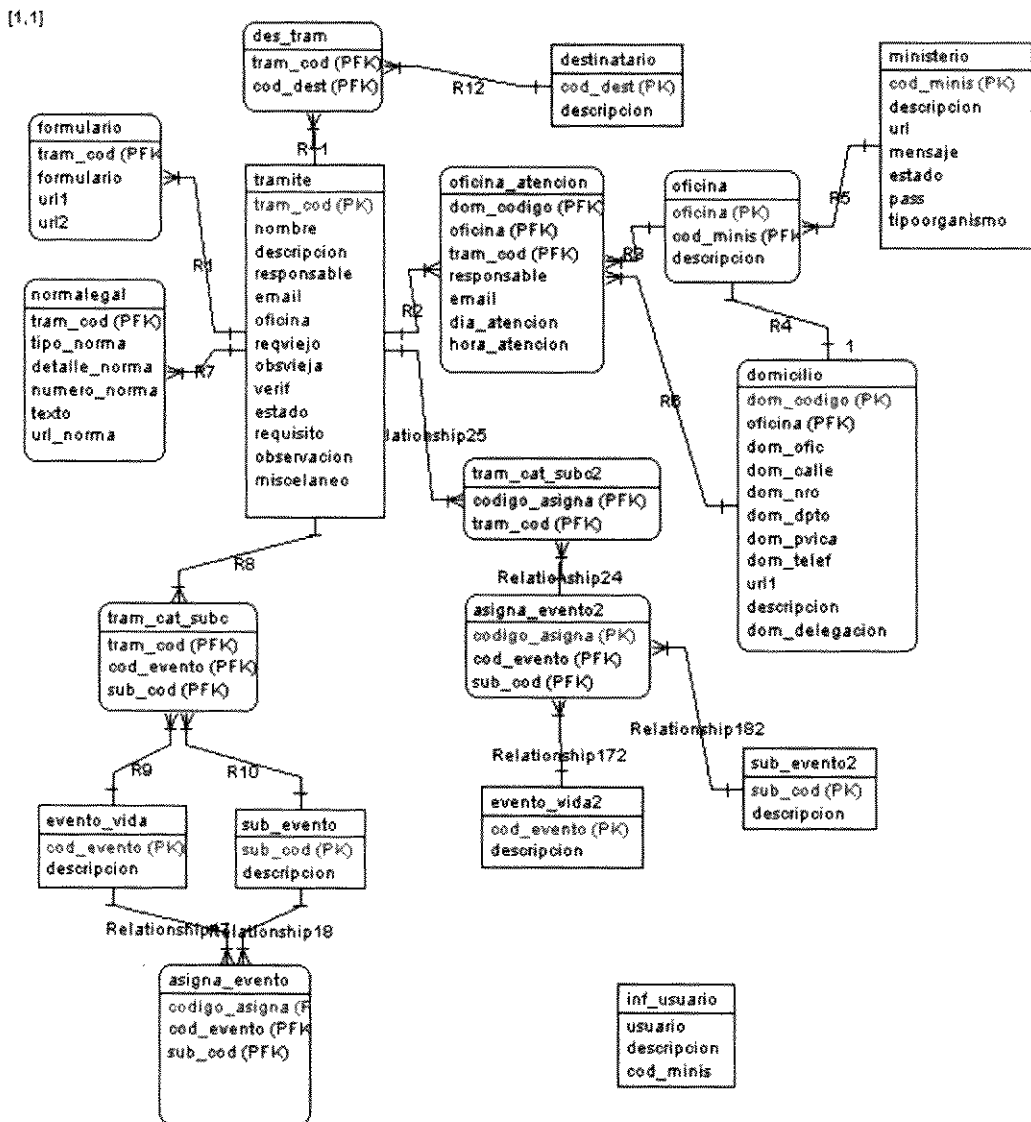 [1,1]
des_tram
tram_cod (PFK)
cod_dest (PFK)
destinatario
cod_dest (PK)
descripcion
ministerio
cod_minis (PK)
descripcion
url
mensaje
estado
pass
tipoorganismo
R12
formulario
tram_cod (PFK
formulario
url1
url2
tramite
tram_cod (PK)
nombre
descripcion
responsable
email
oficina
reqviejo
obsvieja
verif
estado
requisito
observacion
miscelaneo
oficina_atencion
dom_codigo (PFK)
oficina (PFK)
tram_cod (PFK)
responsable
email
dia_atencion
hora_atencion
oficina
oficina (PK)
cod_minis (PFK
descripcion
R5
R1
R2
R4
1
normalegal
tram_cod (PFK)
tipo_norma
detalle_norma
numero_norma
texto
url_norma
R7
domicilio
dom_codigo (PK)
oficina (PFK)
dom_ofic
dom_calle
dom_nro
dom_dpto
dom_pvica
dom_telef
url1
descripcion
dom_delegacion
elationship25
tram_cat_subc2
codigo_asigna (PFK)
tram_cod (PFK)
R8
Relationship24
tram_cat_subc
tram_cod (PFK)
cod_evento (PFK)
sub_cod (PFK)
asigna_evento2
codigo_asigna (PK)
cod_evento (PFK)
sub_cod (PFK)
Relationship182
Relationship172
R9
R10
sub_evento2
sub_cod (PK)
descripcion
evento_vida
cod_evento (PK)
descripcion
sub_evento
sub_cod (PK)
descripcion
evento_vida2
cod_evento (PK)
descripcion
elationship18
asigna_evento
codigo_asigna (F
cod_evento (PFK
sub_cod (PFK)
inf_usuario
usuario
descripcion
cod_minis